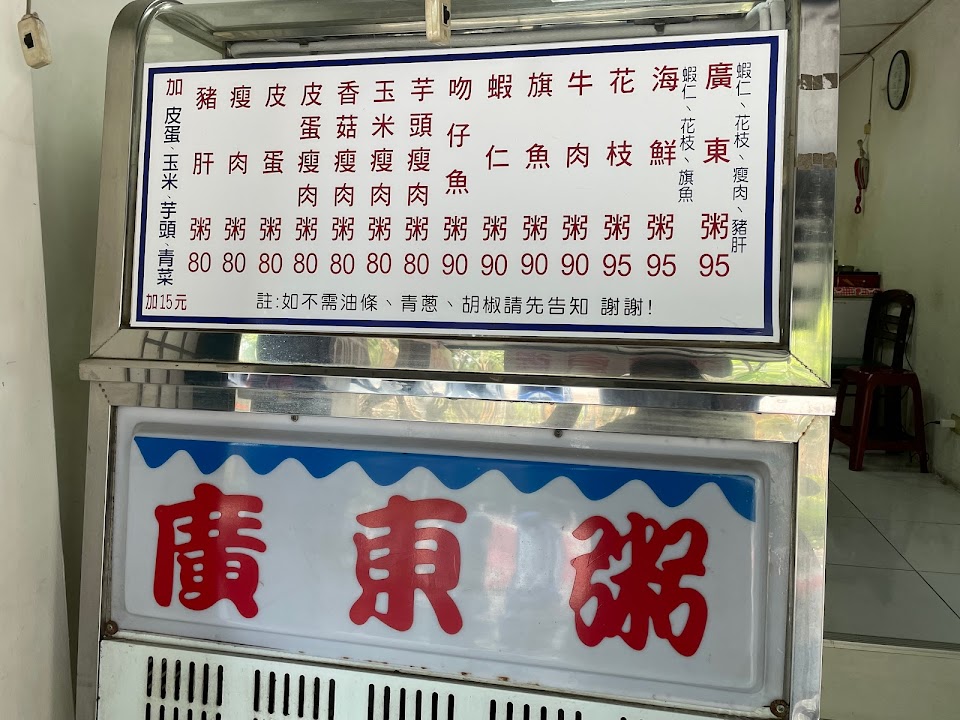 廣東粥 95
蝦仁、花枝、瘦肉、豬肝
海鮮粥 95
蝦仁、花枝、旗魚
花枝粥 95
牛肉粥 90
旗魚粥 90
蝦仁粥 90
吻仔魚粥 90
芋頭瘦肉粥 80
玉米瘦肉粥 80
香菇瘦肉粥 80
皮蛋瘦肉粥 80
皮蛋粥 80
瘦肉粥 80
豬肝粥 80
加皮蛋、玉米、芋頭、青菜
加15元
註:如不需油條、青蔥、胡椒請先告知 謝謝!
廣東粥